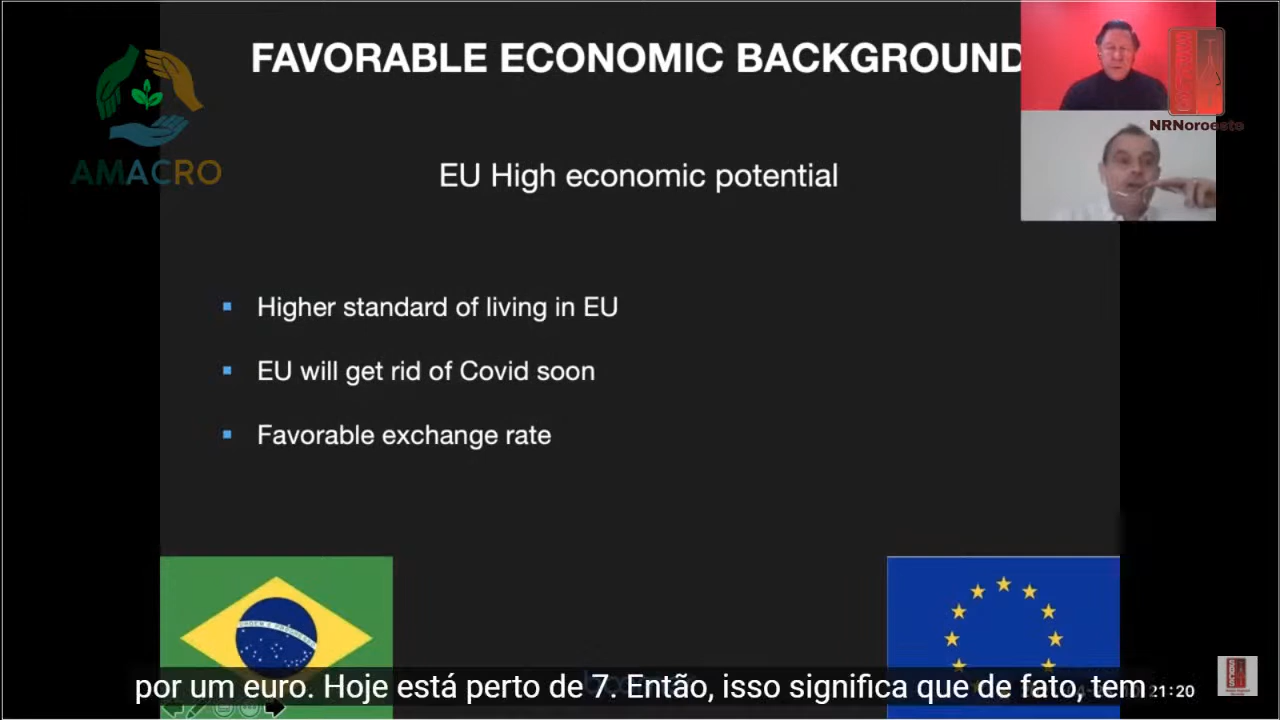 FAVORABLE ECONOMIC BACKGROUND
NRNoroeste
AMACRO
EU High economic potential
Higher standard of living in EU
EU will get rid of Covid soon
Favorable exchange rate
por um euro. Hoje está perto de 7. Então, isso significa que de fato, tem
21:20